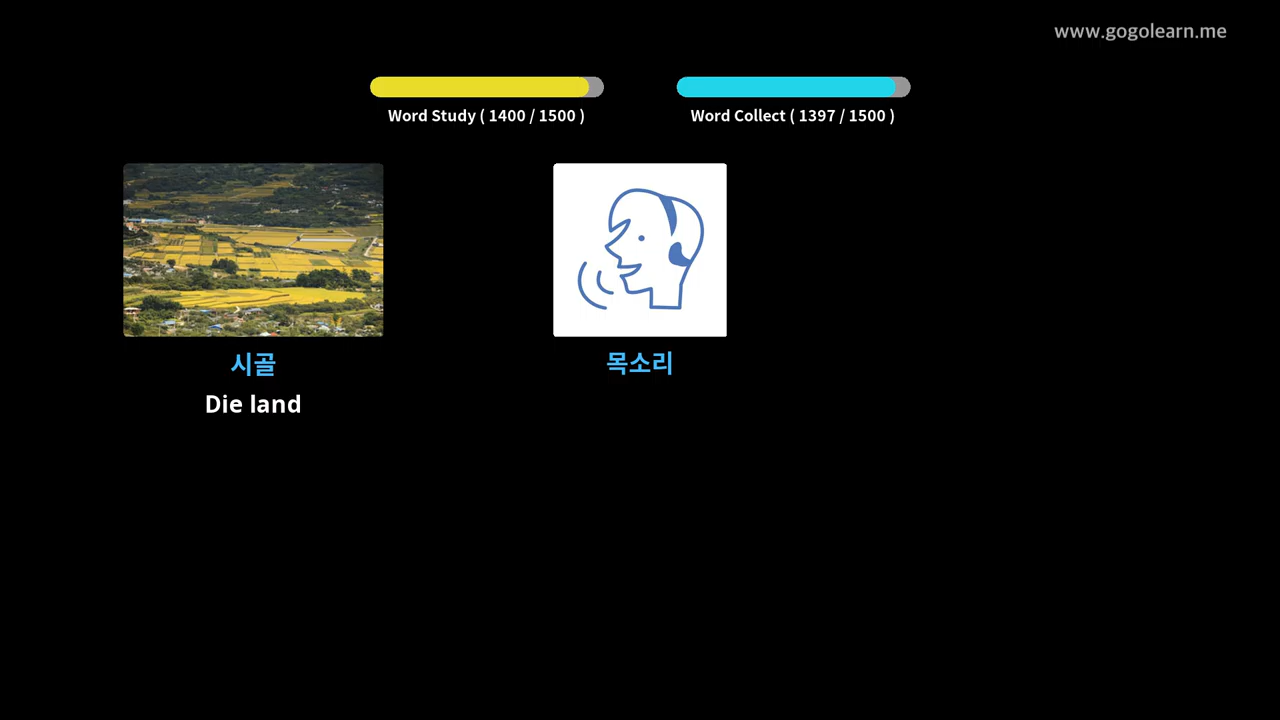 www.gogolearn.me
Word Study ( 1400 / 1500 )
Word Collect ( 1397 / 1500 )
시골
Die land
목소리